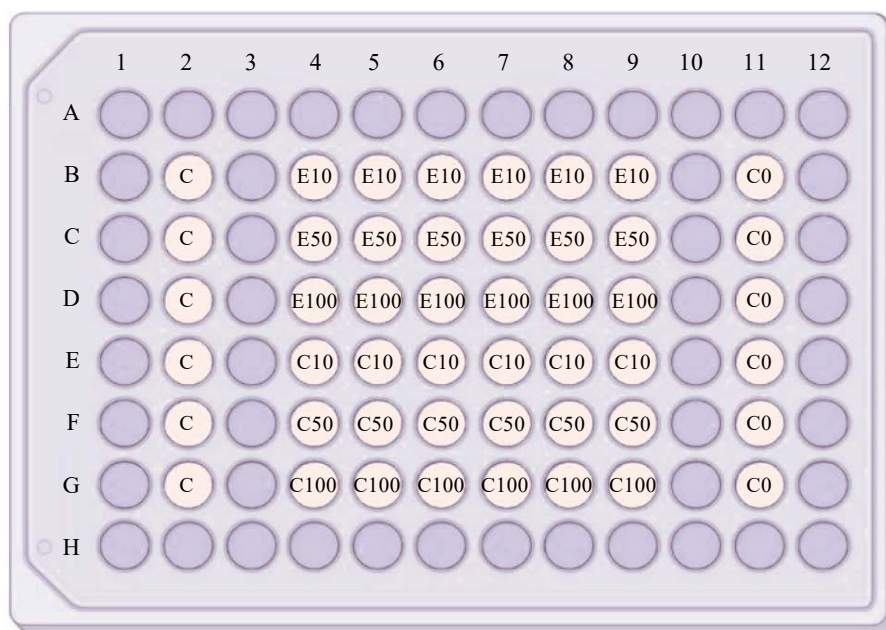 1 2 3 4 5 6 7 8 9 10 11 12
A
B C E10 E10 E10 E10 E10 E10 C0
C C E50 E50 E50 E50 E50 E50 C0
D C E100 E100 E100 E100 E100 E100 C0
E C C10 C10 C10 C10 C10 C10 C0
F C C50 C50 C50 C50 C50 C50 C0
G C C100 C100 C100 C100 C100 C100 C0
H